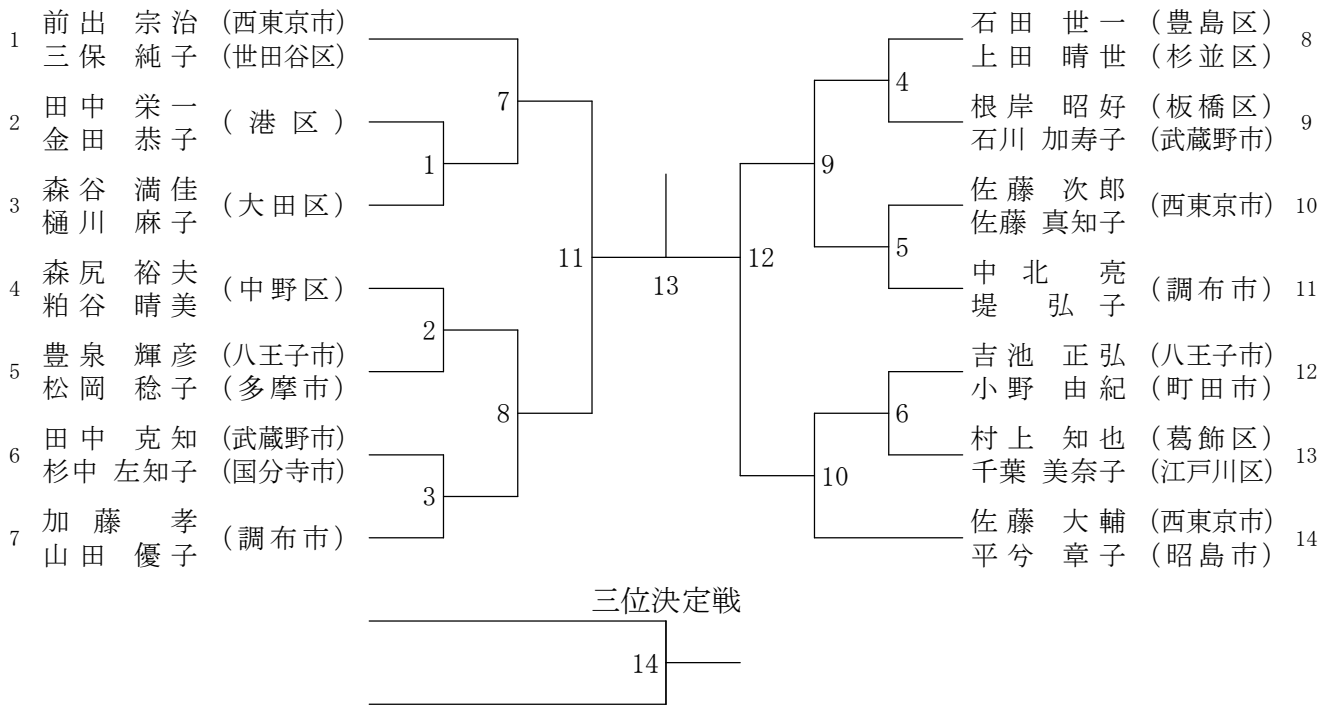 1 前出 宗治 (西東京市)
三保 純子 (世田谷区)
2 田中 栄一 (港区)
金田 恭子
3 森谷 満佳 (大田区)
樋川 麻子
4 森尻 裕夫 (中野区)
粕谷 晴美
5 豊泉 輝彦 (八王子市)
松岡 稔子 (多摩市)
6 田中 克知 (武蔵野市)
杉中 左知子 (国分寺市)
7 加藤 孝 (調布市)
山田 優子
7
1
2
8
3
11
13
12
4
9
5
6
10
石田 世一 (豊島区) 8
上田 晴世 (杉並区)
根岸 昭好 (板橋区) 9
石川 加寿子 (武蔵野市)
佐藤 次郎 (西東京市) 10
佐藤 真知子
中北 亮 (調布市) 11
堤 弘子
吉池 正弘 (八王子市) 12
小野 由紀 (町田市)
村上 知也 (葛飾区) 13
千葉 美奈子 (江戸川区)
佐藤 大輔 (西東京市) 14
平兮 章子 (昭島市)
三位決定戦
14